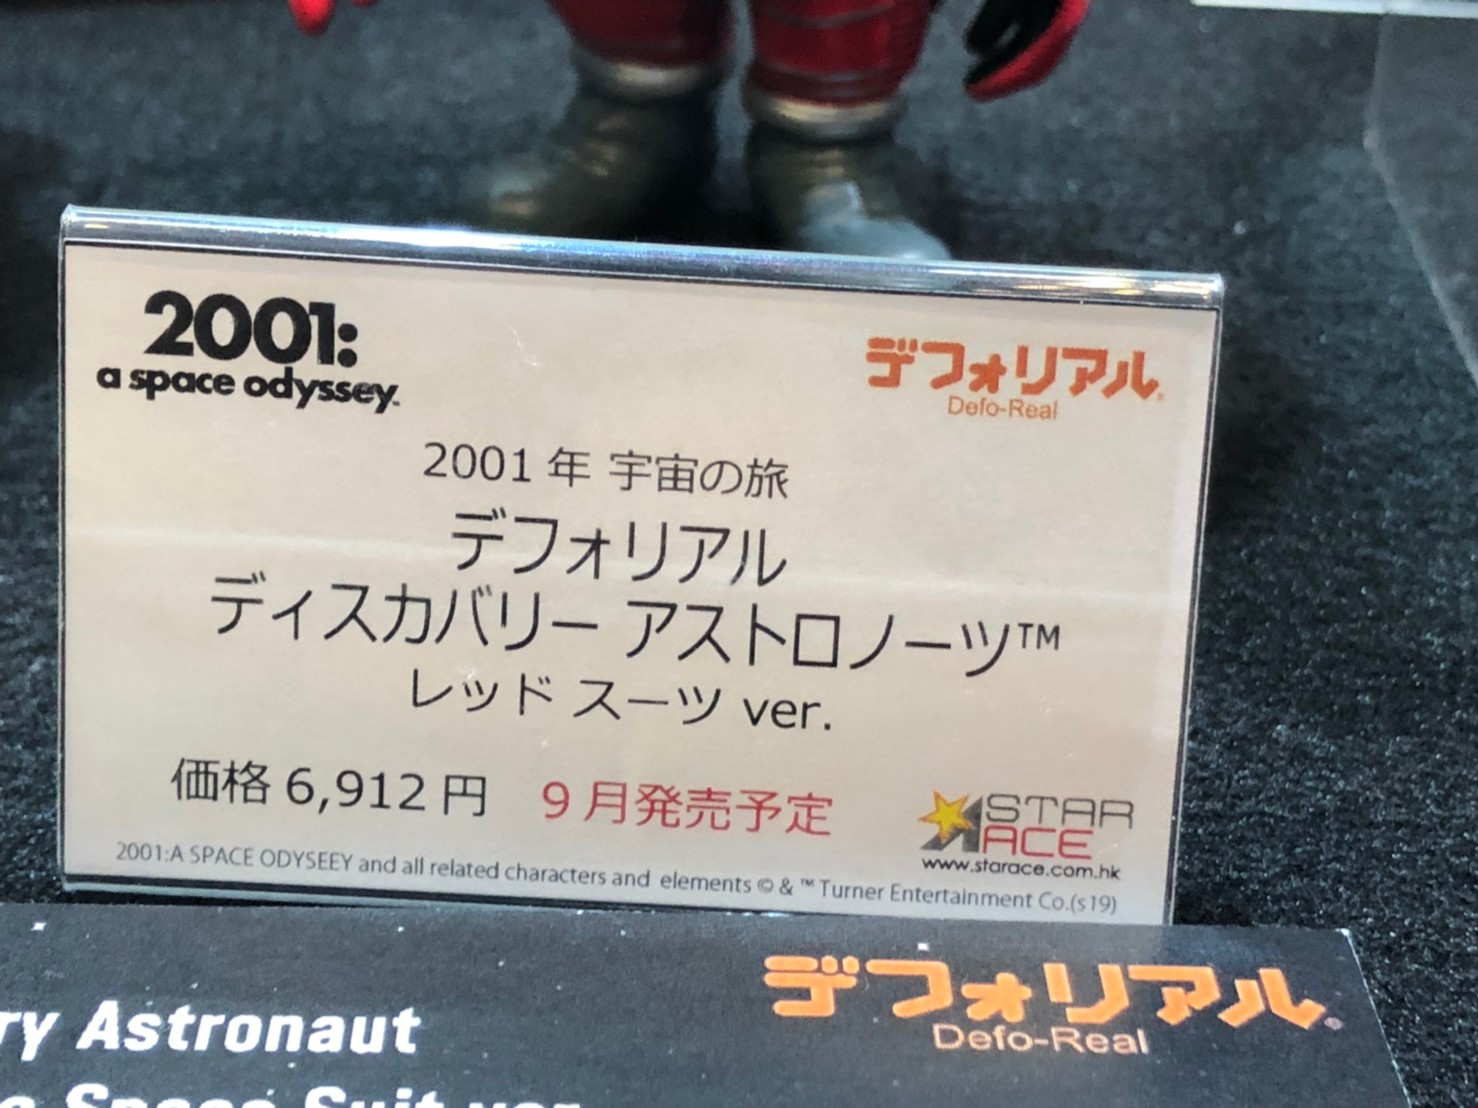 2001:
a space odyssey™
デフォリアル®
Defo-Real
2001年 宇宙の旅
デフォリアル
ディスカバリー アストロノーツ™
レッド スーツ ver.
価格 6,912 円 9月発売予定
STAR
ACE
www.starace.com.hk
2001:A SPACE ODYSEEY and all related characters and elements © & ™ Turner Entertainment Co.(s19)
デフォリアル®
Defo-Real
ry Astronaut
Space Suit ver